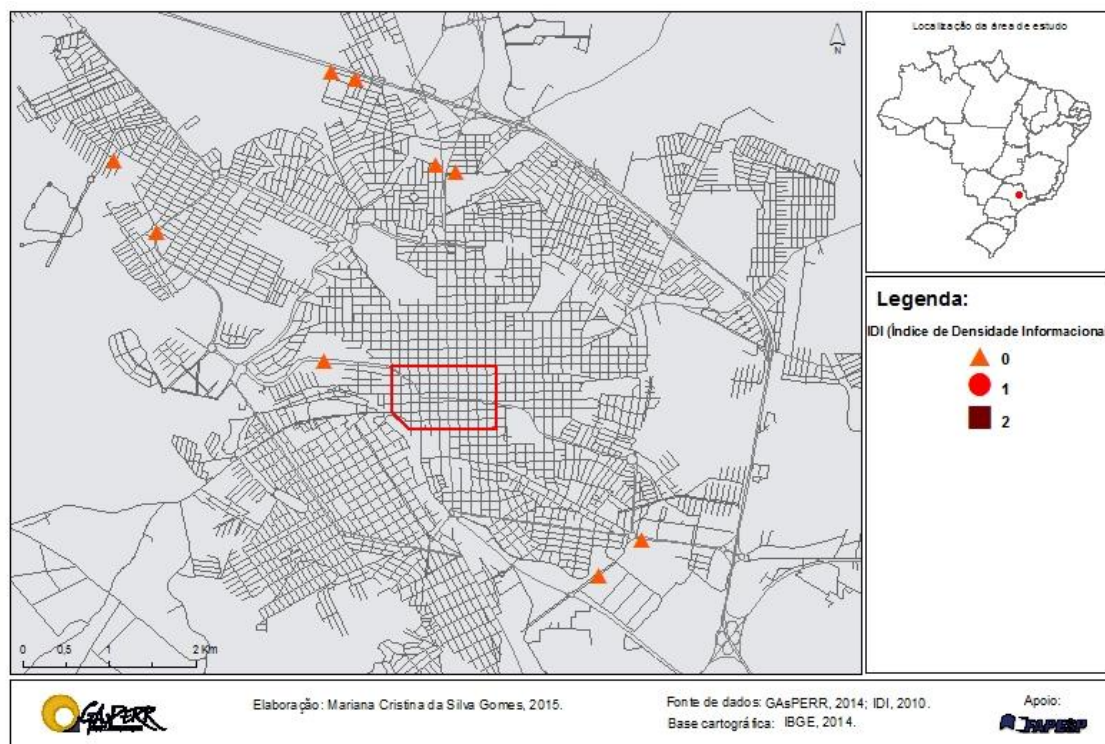 N
Localização da área de estudo
Legenda:
IDI (Índice de Densidade Informacional
0
1
2
0 0,5 1 2 Km
GAsPERR
Elaboração: Mariana Cristina da Silva Gomes, 2015.
Fonte de dados: GAsPERR, 2014; IDI, 2010.
Base cartográfica: IBGE, 2014.
Apoio:
FAPESP